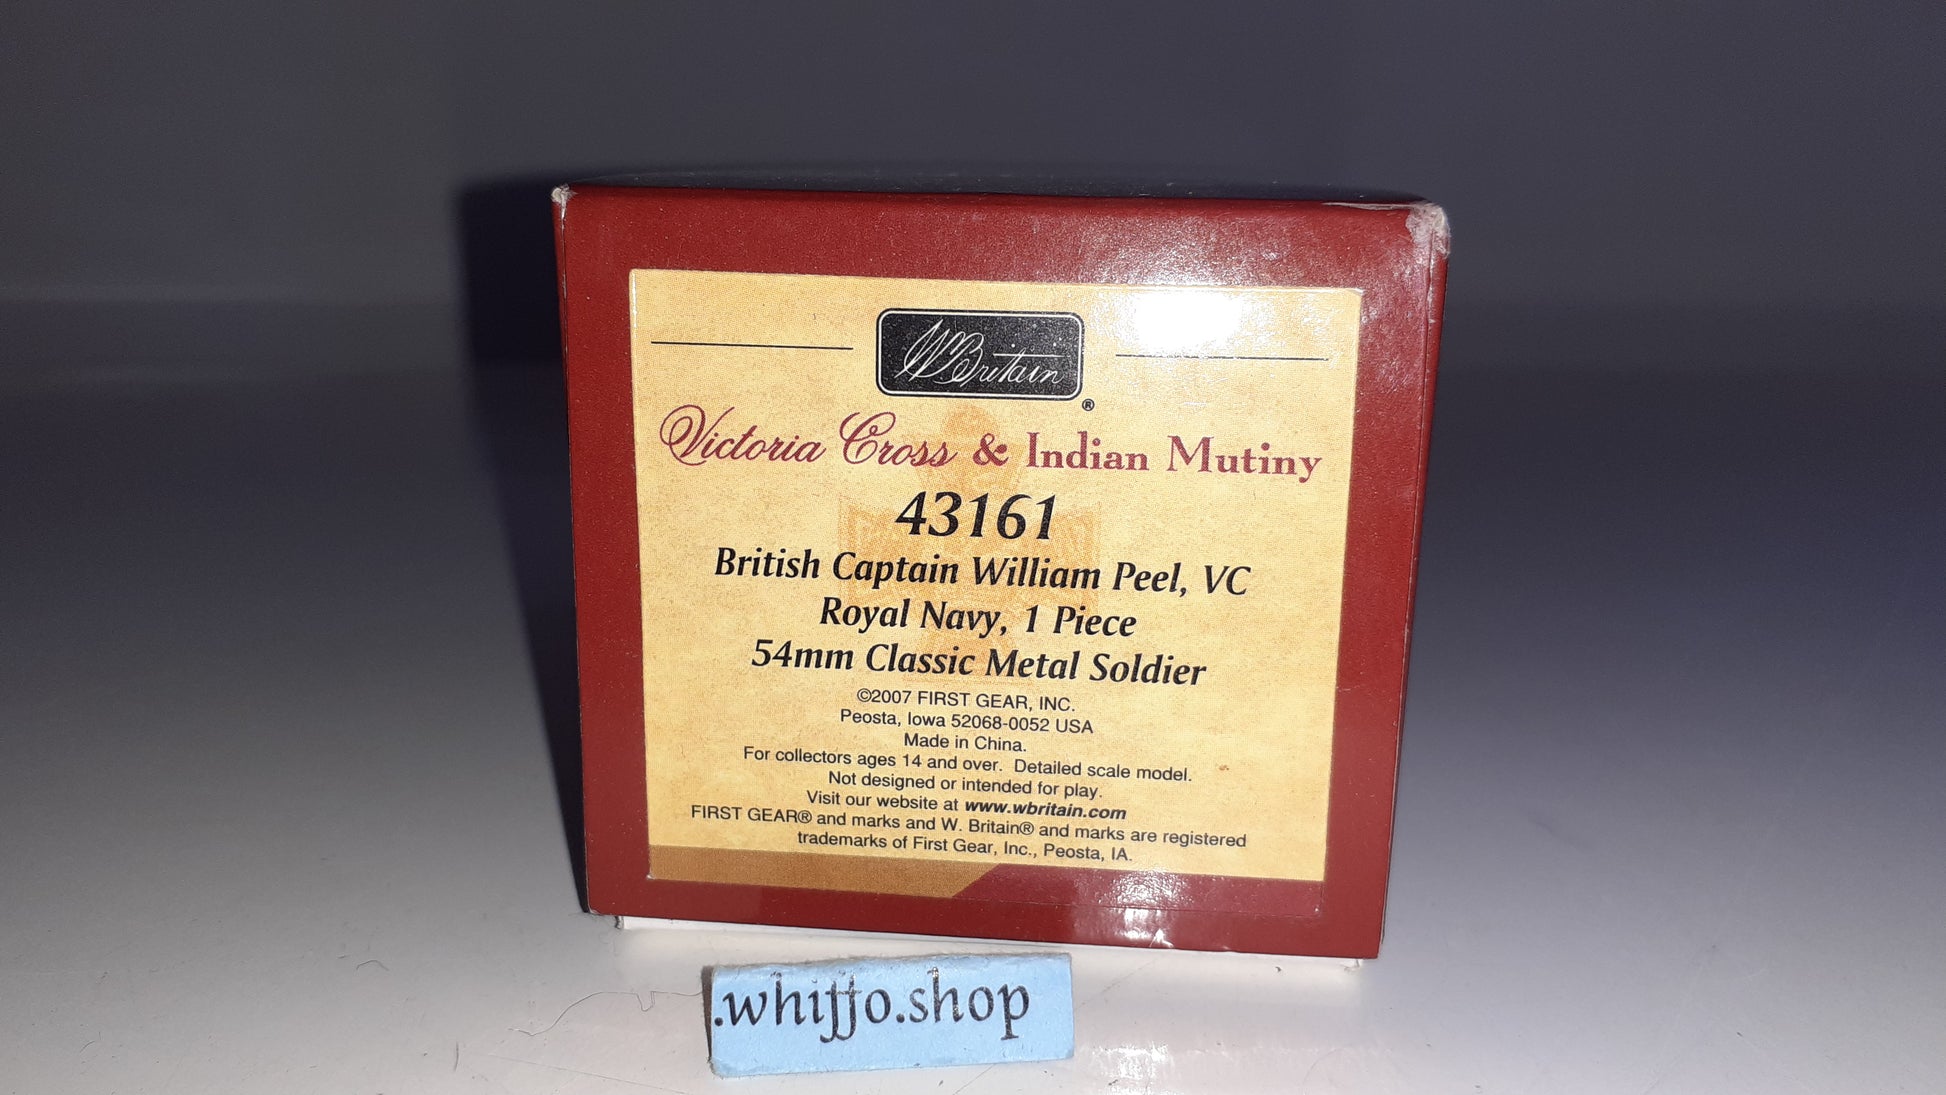 W. Britain
®
Victoria Cross & Indian Mutiny
43161
British Captain William Peel, VC
Royal Navy, 1 Piece
54mm Classic Metal Soldier
©2007 FIRST GEAR, INC.
Peosta, Iowa 52068-0052 USA
Made in China.
For collectors ages 14 and over. Detailed scale model.
Not designed or intended for play.
Visit our website at www.wbritain.com
FIRST GEAR® and marks and W. Britain® and marks are registered
trademarks of First Gear, Inc., Peosta, IA.
.whiffo.shop